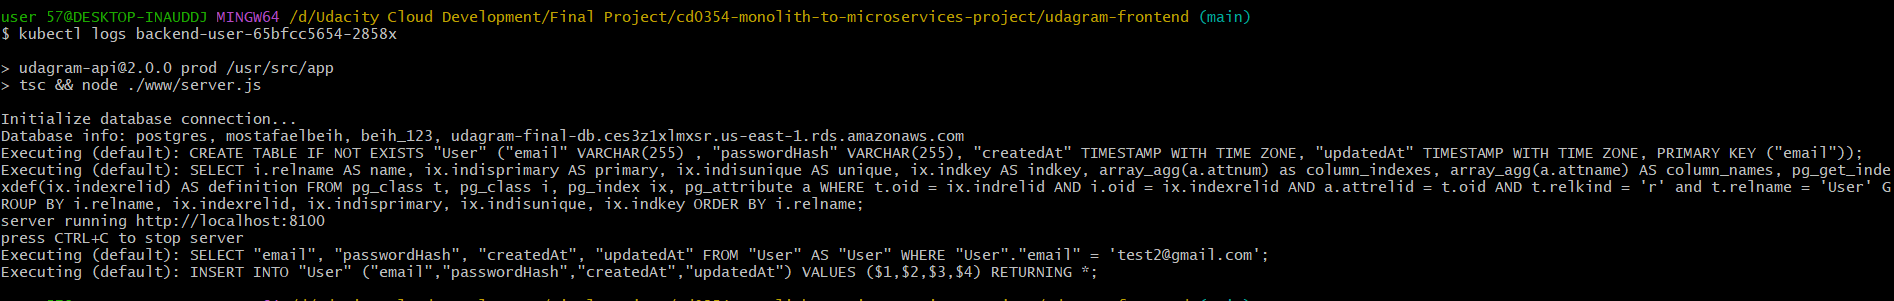 user 57@DESKTOP-INAUDDJ MINGW64 /d/Udacity Cloud Development/Final Project/cd0354-monolith-to-microservices-project/udagram-frontend (main)
$ kubectl logs backend-user-65bfcc5654-2858x
> udagram-api@2.0.0 prod /usr/src/app
> tsc && node ./www/server.js
Initialize database connection...
Database info: postgres, mostafaelbeih, beih_123, udagram-final-db.ces3z1xlmxsr.us-east-1.rds.amazonaws.com
Executing (default): CREATE TABLE IF NOT EXISTS "User" ("email" VARCHAR(255) , "passwordHash" VARCHAR(255), "createdAt" TIMESTAMP WITH TIME ZONE, "updatedAt" TIMESTAMP WITH TIME ZONE, PRIMARY KEY ("email"));
Executing (default): SELECT i.relname AS name, ix.indisprimary AS primary, ix.indisunique AS unique, ix.indkey AS indkey, array_agg(a.attnum) as column_indexes, array_agg(a.attname) AS column_names, pg_get_inde
xdef(ix.indexrelid) AS definition FROM pg_class t, pg_class i, pg_index ix, pg_attribute a WHERE t.oid = ix.indrelid AND i.oid = ix.indexrelid AND a.attrelid = t.oid AND t.relkind = 'r' and t.relname = 'User' G
ROUP BY i.relname, ix.indexrelid, ix.indisprimary, ix.indisunique, ix.indkey ORDER BY i.relname;
server running http://localhost:8100
press CTRL+C to stop server
Executing (default): SELECT "email", "passwordHash", "createdAt", "updatedAt" FROM "User" AS "User" WHERE "User"."email" = 'test2@gmail.com';
Executing (default): INSERT INTO "User" ("email","passwordHash","createdAt","updatedAt") VALUES ($1,$2,$3,$4) RETURNING *;